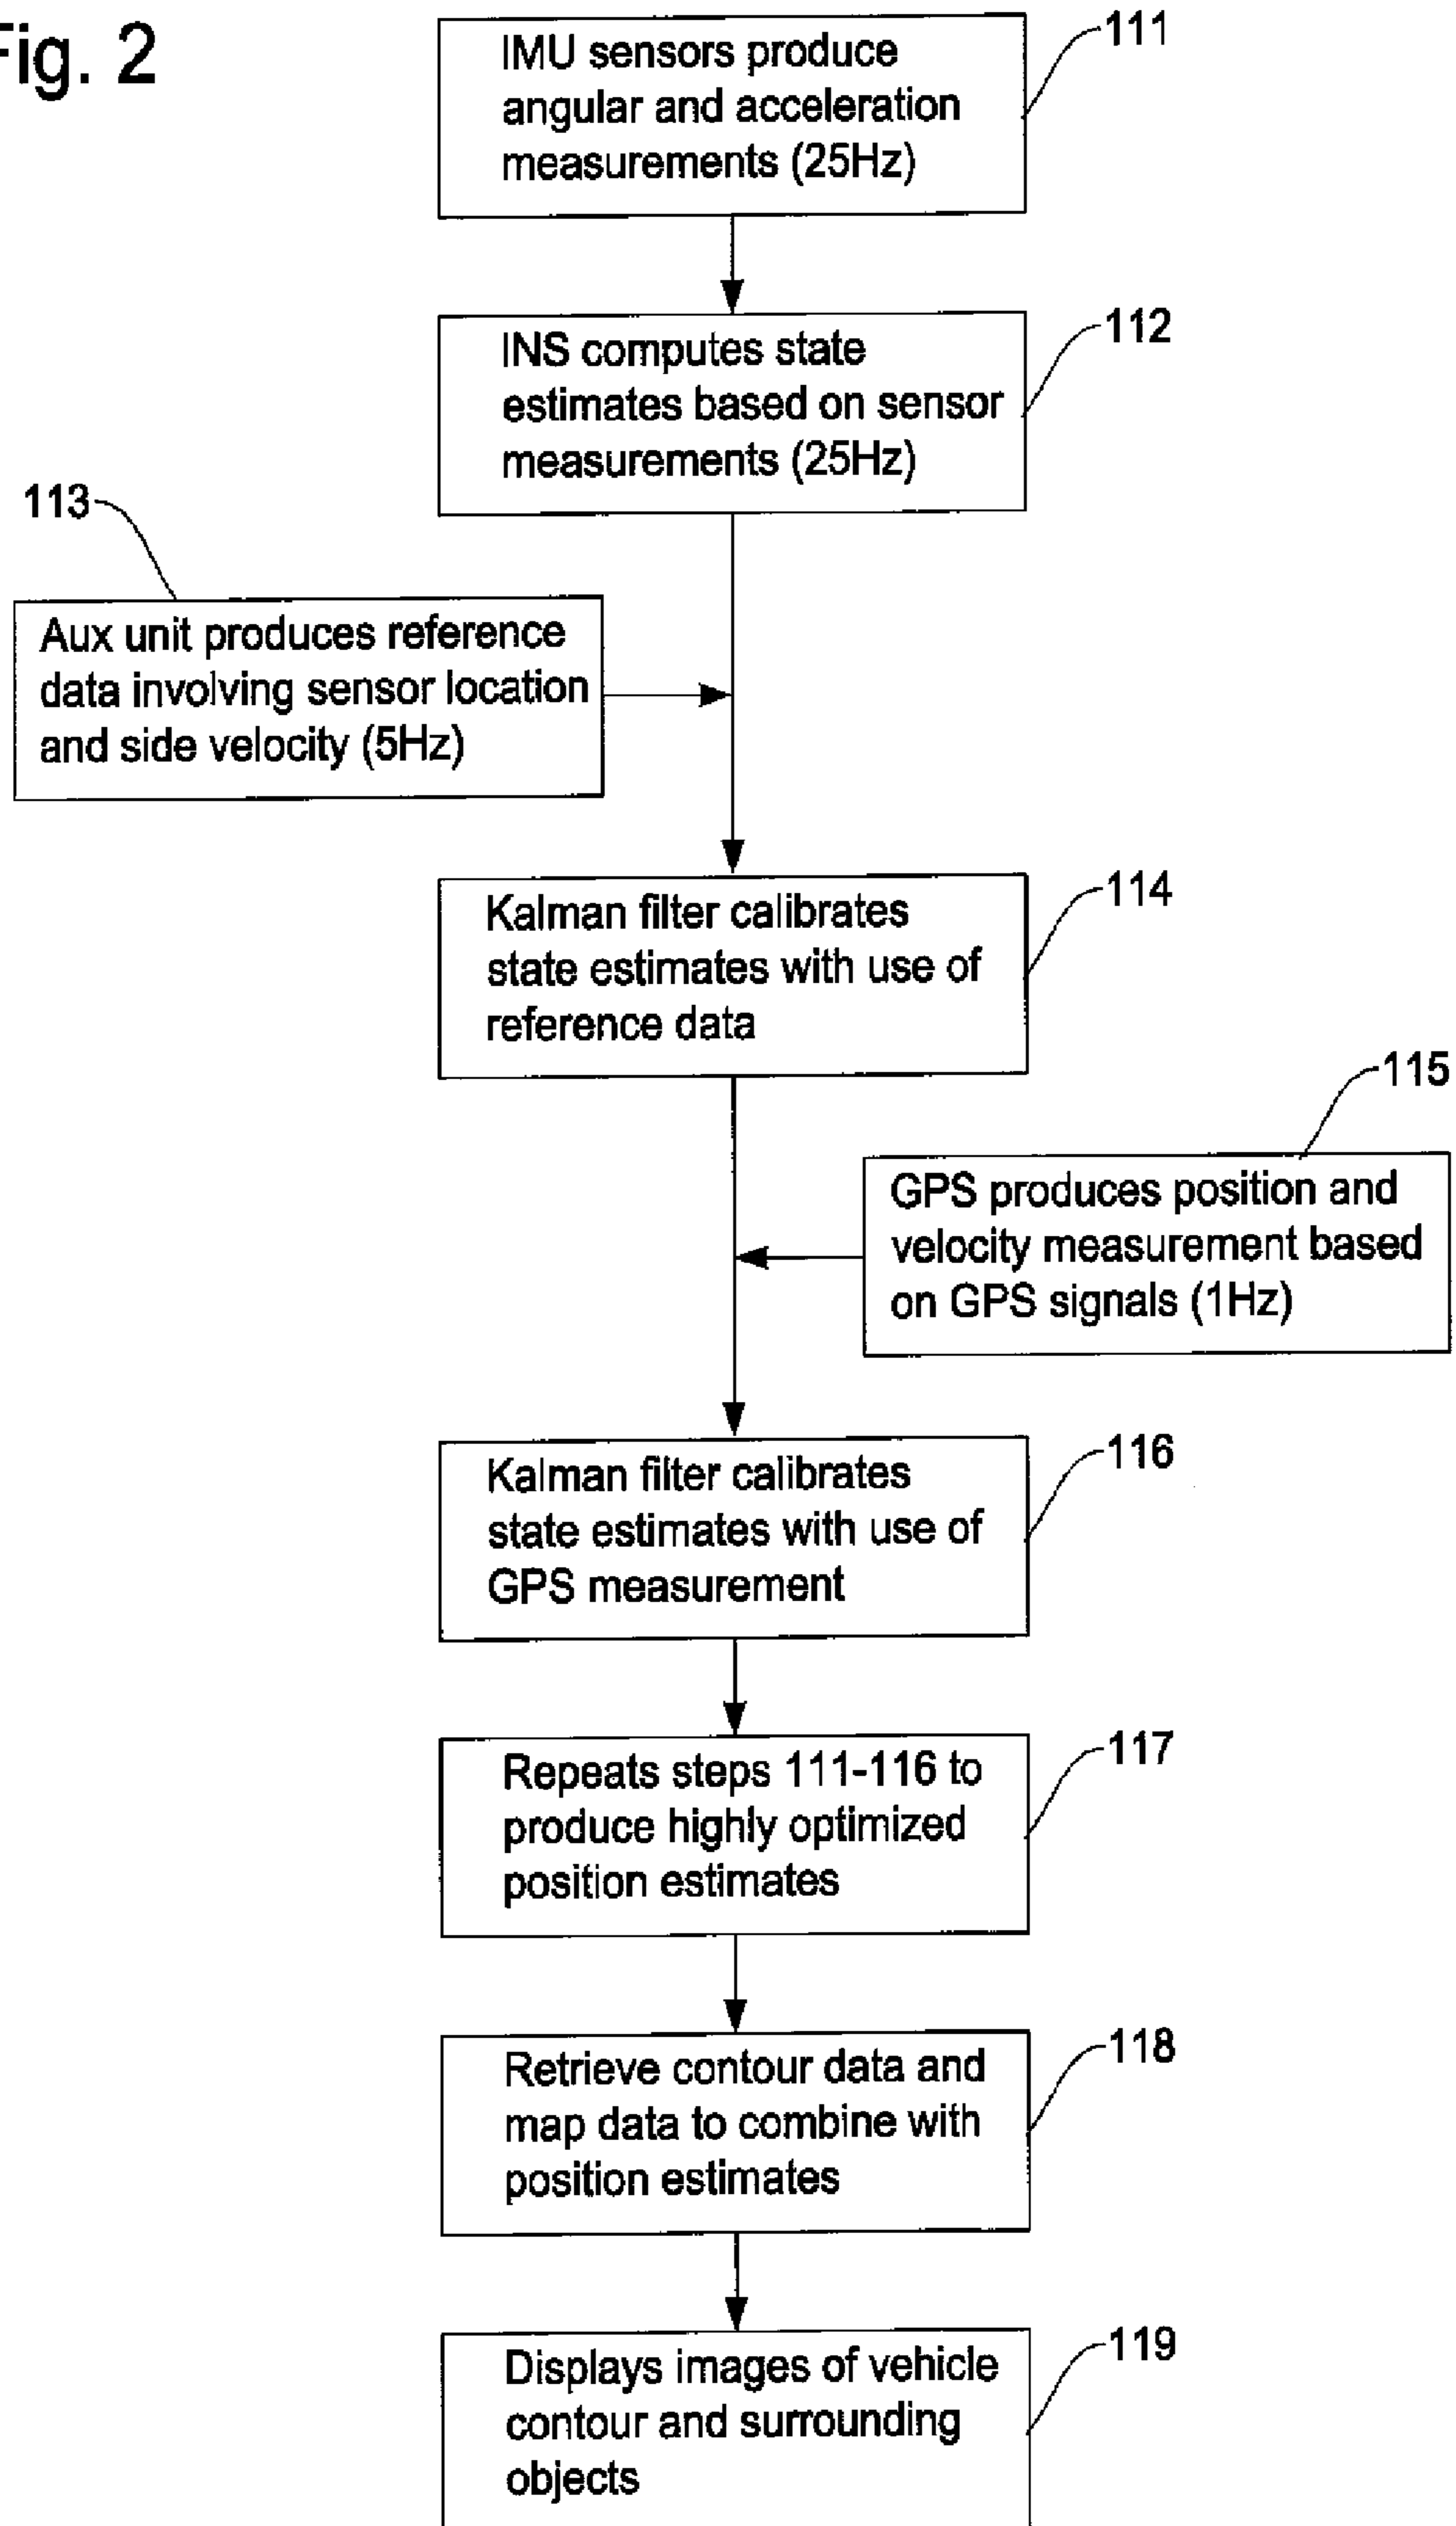 Fig. 2
111
IMU sensors produce
angular and acceleration
measurements (25Hz)
112
INS computes state
estimates based on sensor
measurements (25Hz)
113
Aux unit produces reference
data involving sensor location
and side velocity (5Hz)
114
Kalman filter calibrates
state estimates with use of
reference data
115
GPS produces position and
velocity measurement based
on GPS signals (1Hz)
116
Kalman filter calibrates
state estimates with use of
GPS measurement
117
Repeats steps 111-116 to
produce highly optimized
position estimates
118
Retrieve contour data and
map data to combine with
position estimates
119
Displays images of vehicle
contour and surrounding
objects